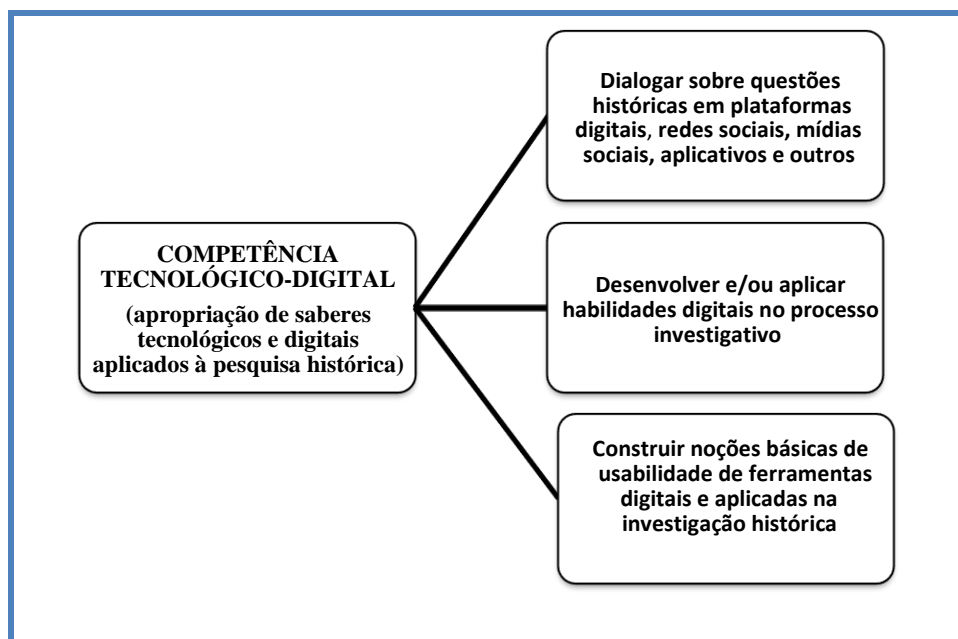 COMPETÊNCIA
TECNOLÓGICO-DIGITAL
(apropriação de saberes
tecnológicos e digitais
aplicados à pesquisa histórica)
Dialogar sobre questões
históricas em plataformas
digitais, redes sociais, mídias
sociais, aplicativos e outros
Desenvolver e/ou aplicar
habilidades digitais no processo
investigativo
Construir noções básicas de
usabilidade de ferramentas
digitais e aplicadas na
investigação histórica